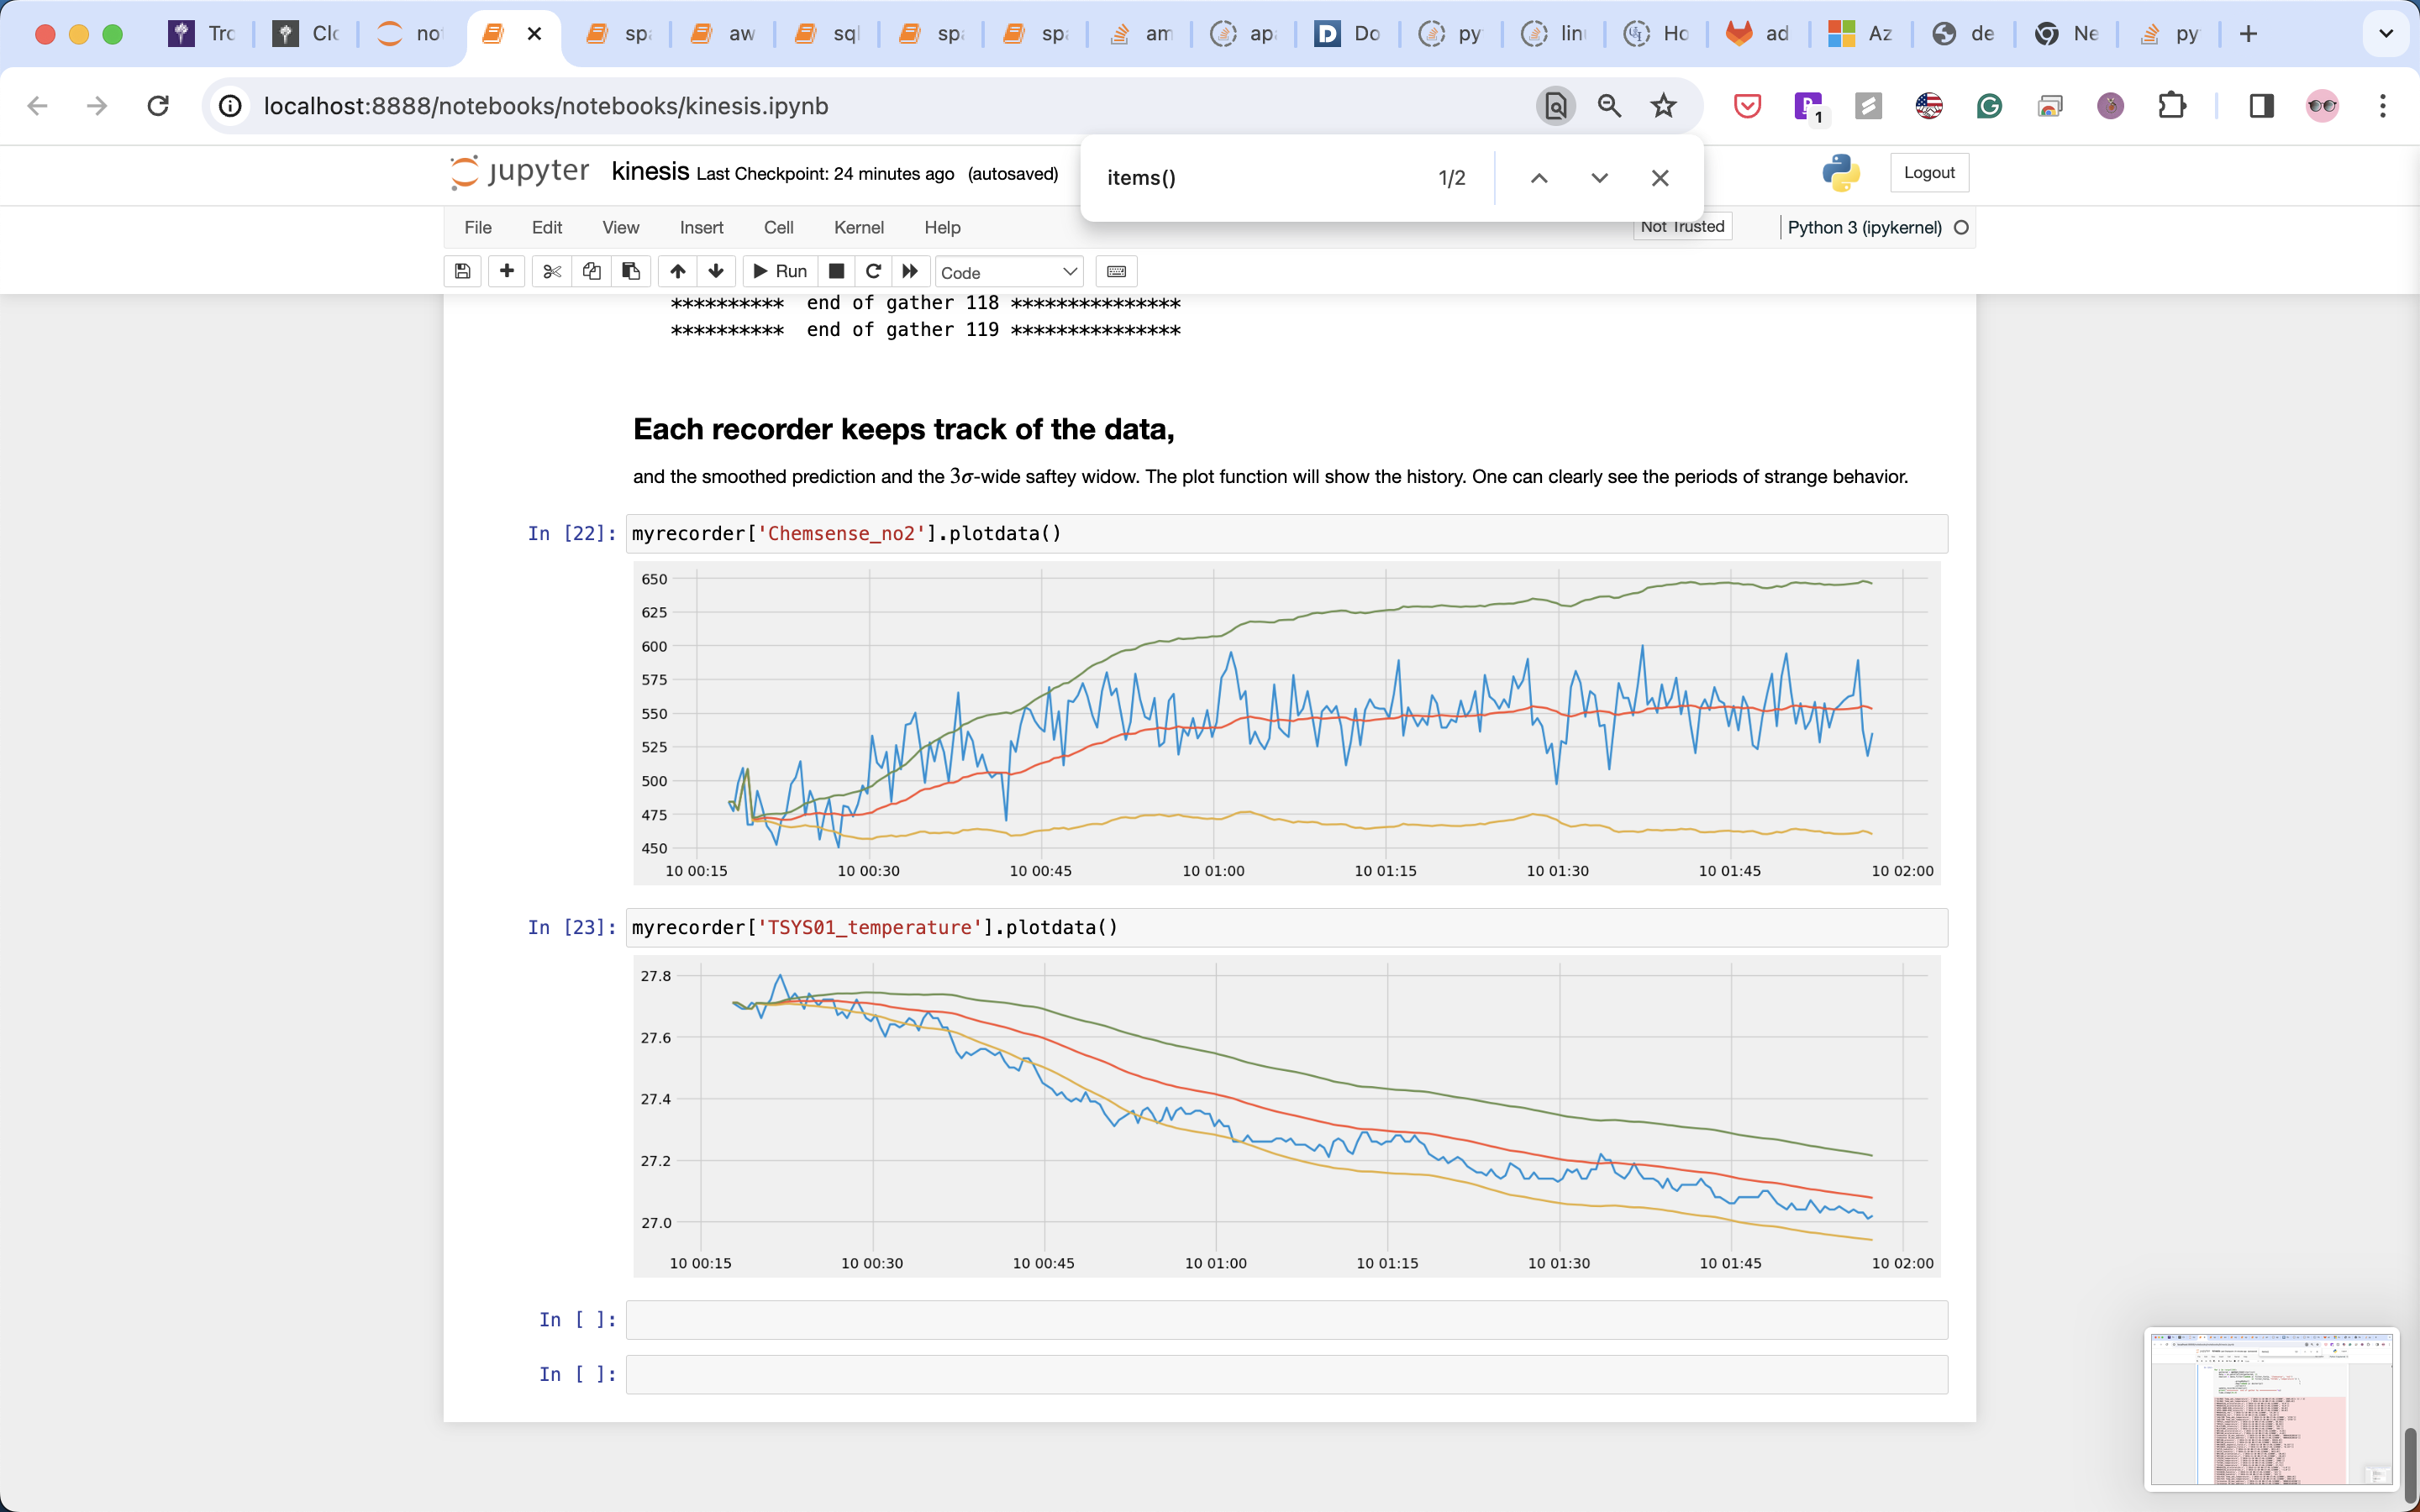 Trc
Clc
no
spa
aw
sql
spa
spa
am
apa
Do
py
linu
Ho
ad
Az
de
Ne
py
localhost:8888/notebooks/notebooks/kinesis.ipynb
1
items()
1/2
jupyter kinesis Last Checkpoint: 24 minutes ago (autosaved)
Logout
File Edit View Insert Cell Kernel Help
Not Trusted
Python 3 (ipykernel)
Run
Code
********** end of gather 118 ***************
********** end of gather 119 ***************
Each recorder keeps track of the data,
and the smoothed prediction and the 3σ-wide saftey widow. The plot function will show the history. One can clearly see the periods of strange behavior.
In [22]: myrecorder['Chemsense_no2'].plotdata()
650
625
600
575
550
525
500
475
450
10 00:15 10 00:30 10 00:45 10 01:00 10 01:15 10 01:30 10 01:45 10 02:00
In [23]: myrecorder['TSYS01_temperature'].plotdata()
27.8
27.6
27.4
27.2
27.0
10 00:15 10 00:30 10 00:45 10 01:00 10 01:15 10 01:30 10 01:45 10 02:00
In [ ]:
In [ ]: